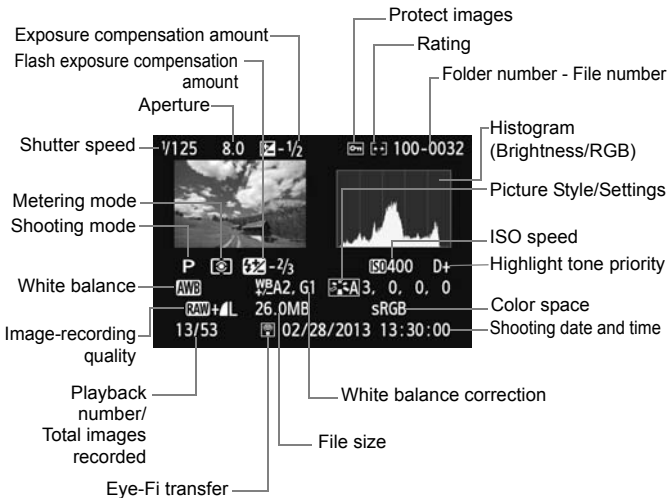 Protect images
Exposure compensation amount
Rating
Flash exposure compensation
amount
Folder number - File number
Aperture
Shutter speed
1/125 8.0 -1/2 100-0032
Histogram
(Brightness/RGB)
Metering mode
Picture Style/Settings
Shooting mode
ISO speed
P -2/3 ISO400 D+
Highlight tone priority
White balance
AWB WB+/-A2, G1 A 3, 0, 0, 0
RAW+L 26.0MB sRGB
Color space
Image-recording
quality
13/53 02/28/2013 13:30:00
Shooting date and time
Playback
number/
Total images
recorded
White balance correction
File size
Eye-Fi transfer